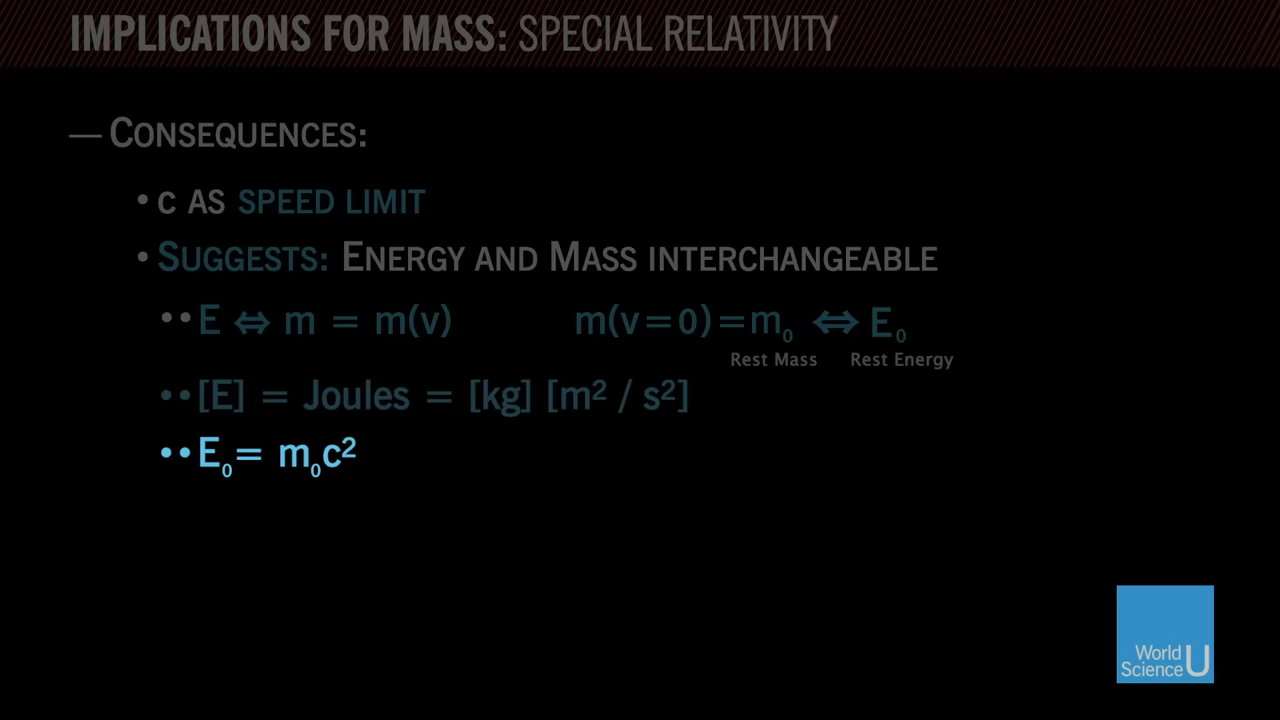 IMPLICATIONS FOR MASS: SPECIAL RELATIVITY
— CONSEQUENCES:
• c AS SPEED LIMIT
• SUGGESTS: ENERGY AND MASS INTERCHANGEABLE
•• E ⇔ m = m(v) m(v=0)=m₀ ⇔ E₀
Rest Mass Rest Energy
•• [E] = Joules = [kg] [m² / s²]
•• E₀= m₀c²
World
Science U